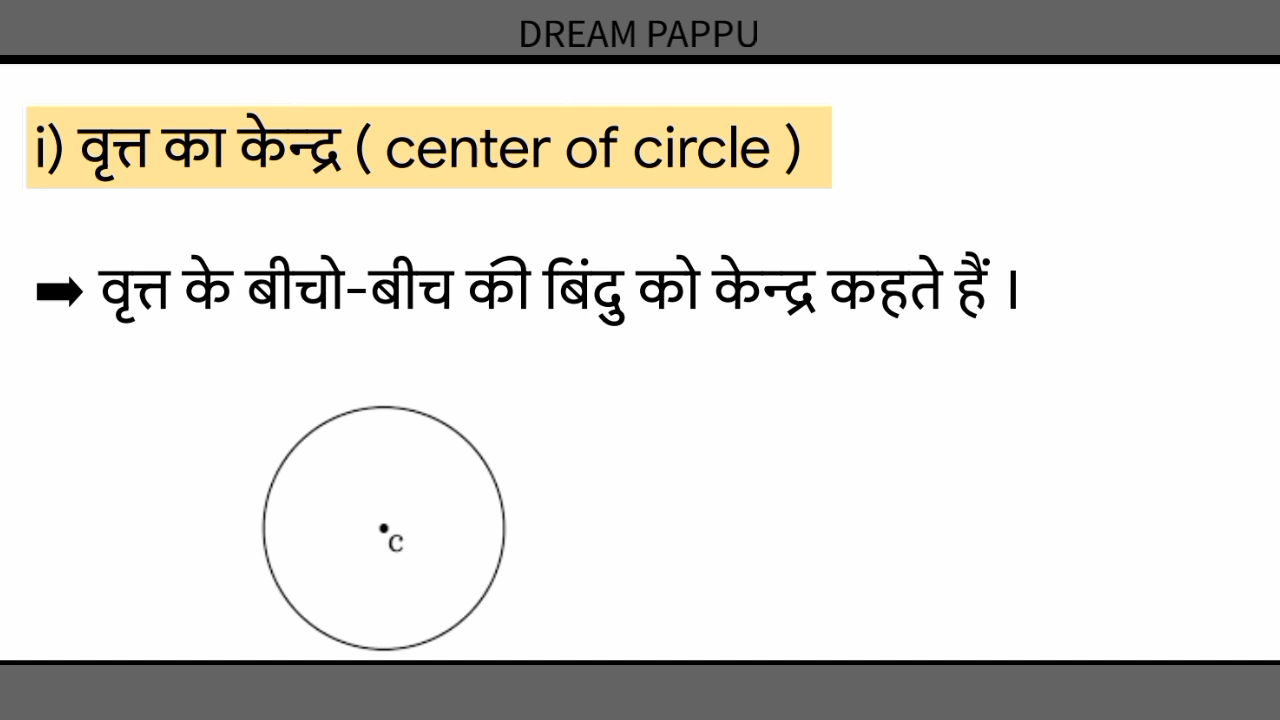 DREAM PAPPU
i) वृत्त का केन्द्र ( center of circle )
➡ वृत्त के बीचो-बीच की बिंदु को केन्द्र कहते हैं ।
c